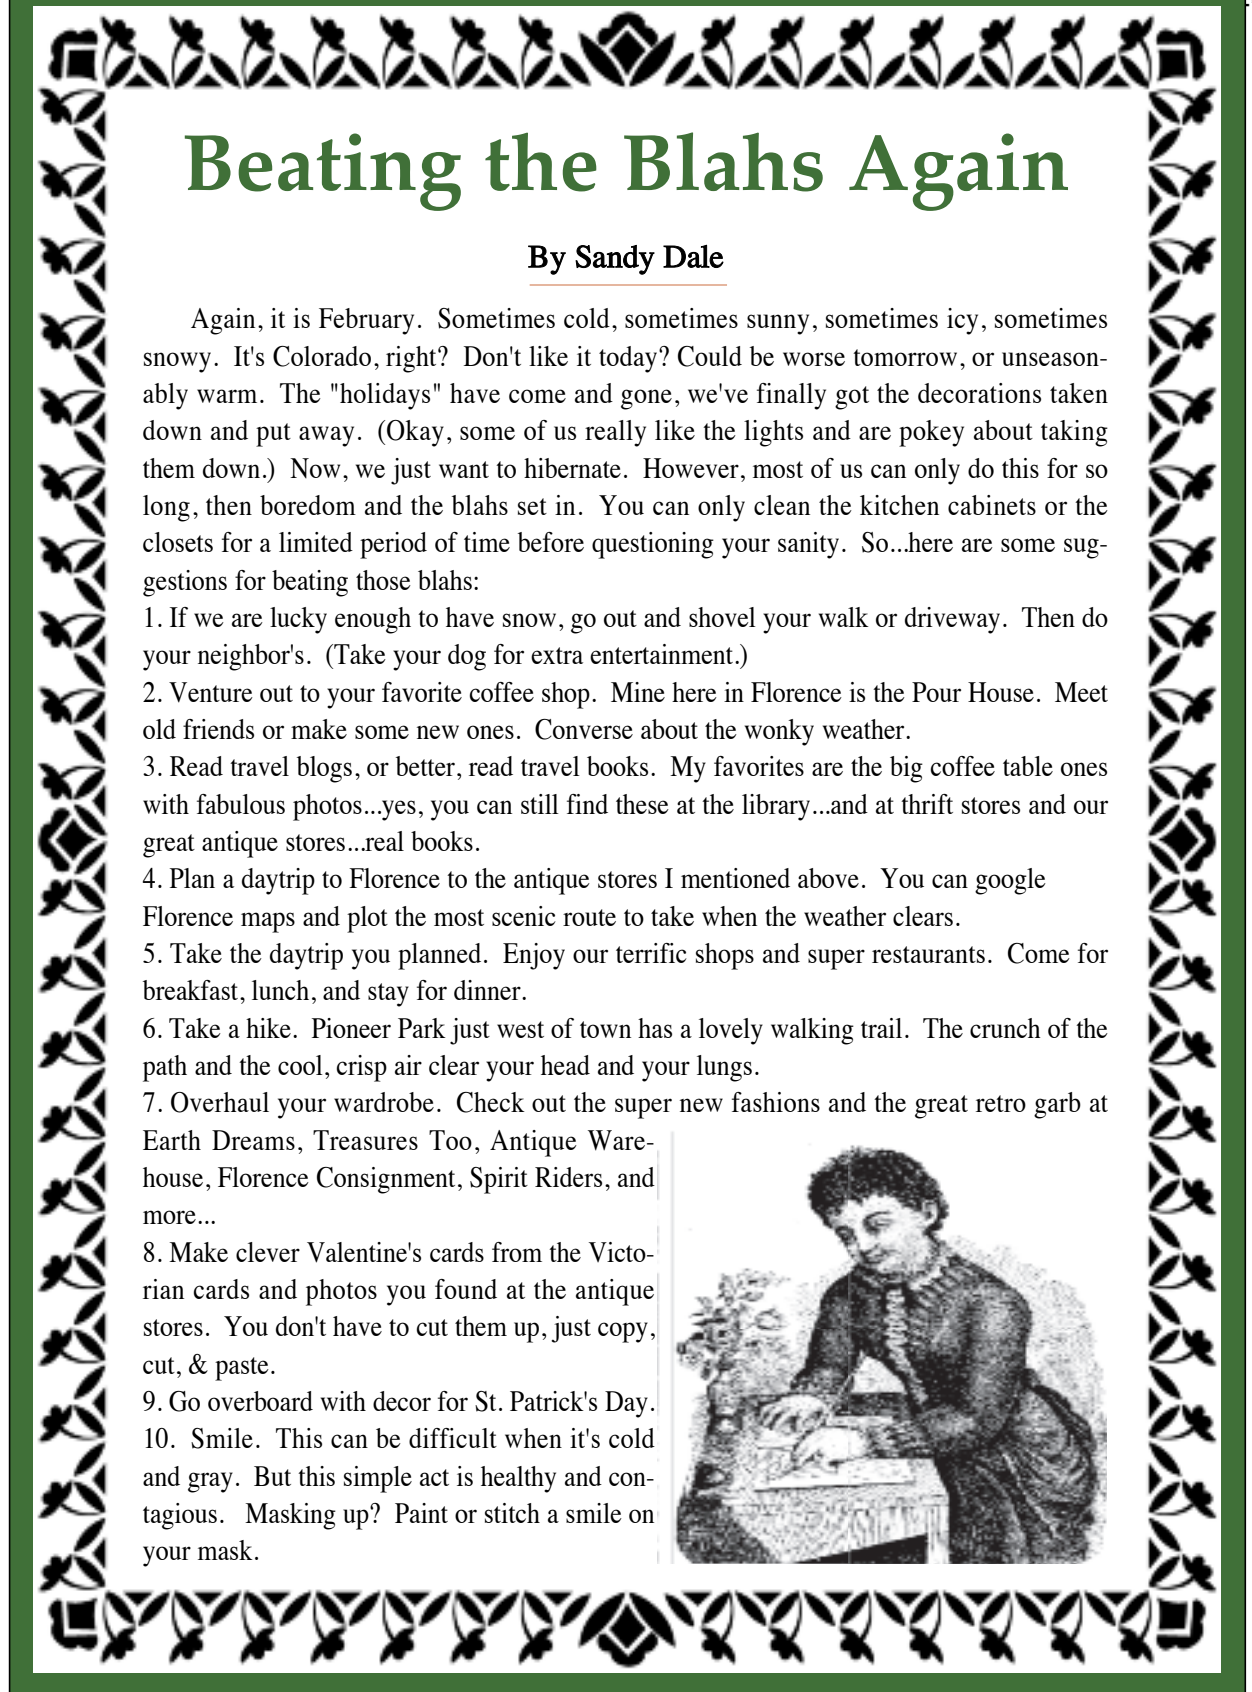 Beating the Blahs Again
By Sandy Dale
Again, it is February.  Sometimes cold, sometimes sunny, sometimes icy, sometimes
snowy.  It's Colorado, right?  Don't like it today? Could be worse tomorrow, or unseason-
ably warm.  The "holidays" have come and gone, we've finally got the decorations taken
down and put away.  (Okay, some of us really like the lights and are pokey about taking
them down.)  Now, we just want to hibernate.  However, most of us can only do this for so
long, then boredom and the blahs set in.  You can only clean the kitchen cabinets or the
closets for a limited period of time before questioning your sanity.  So...here are some sug-
gestions for beating those blahs:
1. If we are lucky enough to have snow, go out and shovel your walk or driveway.  Then do
your neighbor's.  (Take your dog for extra entertainment.)
2. Venture out to your favorite coffee shop.  Mine here in Florence is the Pour House.  Meet
old friends or make some new ones.  Converse about the wonky weather.
3. Read travel blogs, or better, read travel books.  My favorites are the big coffee table ones
with fabulous photos...yes, you can still find these at the library...and at thrift stores and our
great antique stores...real books.
4. Plan a daytrip to Florence to the antique stores I mentioned above.  You can google
Florence maps and plot the most scenic route to take when the weather clears.
5. Take the daytrip you planned.  Enjoy our terrific shops and super restaurants.  Come for
breakfast, lunch, and stay for dinner.
6. Take a hike.  Pioneer Park just west of town has a lovely walking trail.  The crunch of the
path and the cool, crisp air clear your head and your lungs.
7. Overhaul your wardrobe.  Check out the super new fashions and the great retro garb at
Earth Dreams, Treasures Too, Antique Ware-
house, Florence Consignment, Spirit Riders, and
more...
8. Make clever Valentine's cards from the Victo-
rian cards and photos you found at the antique
stores.  You don't have to cut them up, just copy,
cut, & paste.
9. Go overboard with decor for St. Patrick's Day.
10.  Smile.  This can be difficult when it's cold
and gray.  But this simple act is healthy and con-
tagious.   Masking up?  Paint or stitch a smile on
your mask.